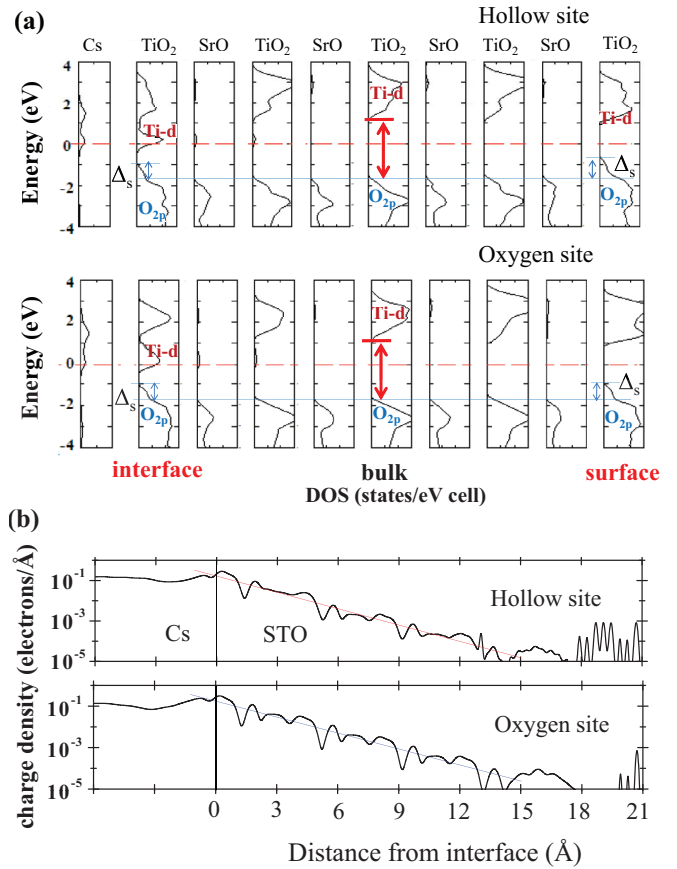 (a)
Hollow site
Cs TiO₂ SrO TiO₂ SrO TiO₂ SrO TiO₂ SrO TiO₂
Energy (eV)
4
2
0
-2
-4
Ti-d
Ti-d
Ti-d
Δs
Δs
O2p
O2p
O2p
Oxygen site
Energy (eV)
4
2
0
-2
-4
Ti-d
Ti-d
Δs
Δs
O2p
O2p
O2p
interface bulk surface
DOS (states/eV cell)
(b)
charge density (electrons/Å)
10⁻¹
10⁻³
10⁻⁵
Hollow site
Cs STO
10⁻¹
10⁻³
10⁻⁵
Oxygen site
0 3 6 9 12 13 15 18 21
Distance from interface (Å)